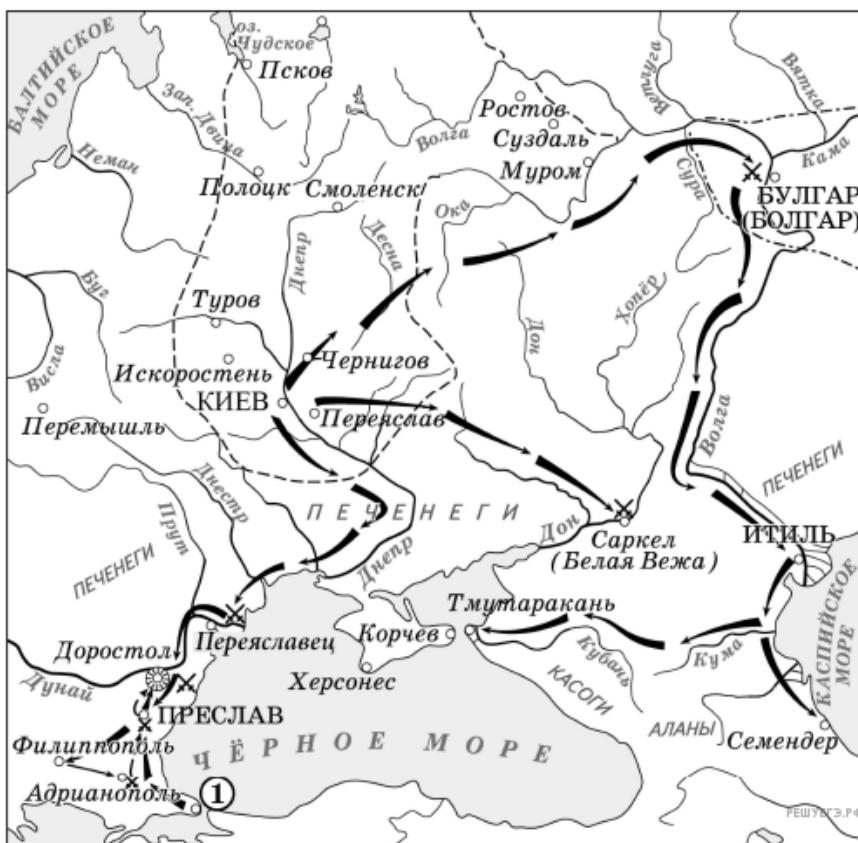 оз.
Чудское
Псков
БАЛТИЙСКОЕ
МОРЕ
Зап. Двина
Неман
Полоцк
Смоленск
Волга
Ростов
Суздаль
Муром
Ветлуга
Вятка
Кама
Сура
БУЛГАР
(БОЛГАР)
Ока
Днепр
Десна
Буг
Туров
Висла
Искоростень
Чернигов
КИЕВ
Переяслав
Перемышль
Дон
Хопёр
Волга
Днестр
Прут
ПЕЧЕНЕГИ
ПЕЧЕНЕГИ
ПЕЧЕНЕГИ
Днепр
Дон
Саркел
(Белая Вежа)
ИТИЛЬ
Переяславец
Доростол
Дунай
ПРЕСЛАВ
Филиппополь
Адрианополь
1
Корчев
Тмутаракань
Херсонес
Кубань
Кума
КАСОГИ
АЛАНЫ
Семендер
КАСПИЙСКОЕ
МОРЕ
ЧЁРНОЕ МОРЕ
РЕШУЕГЭ.РФ